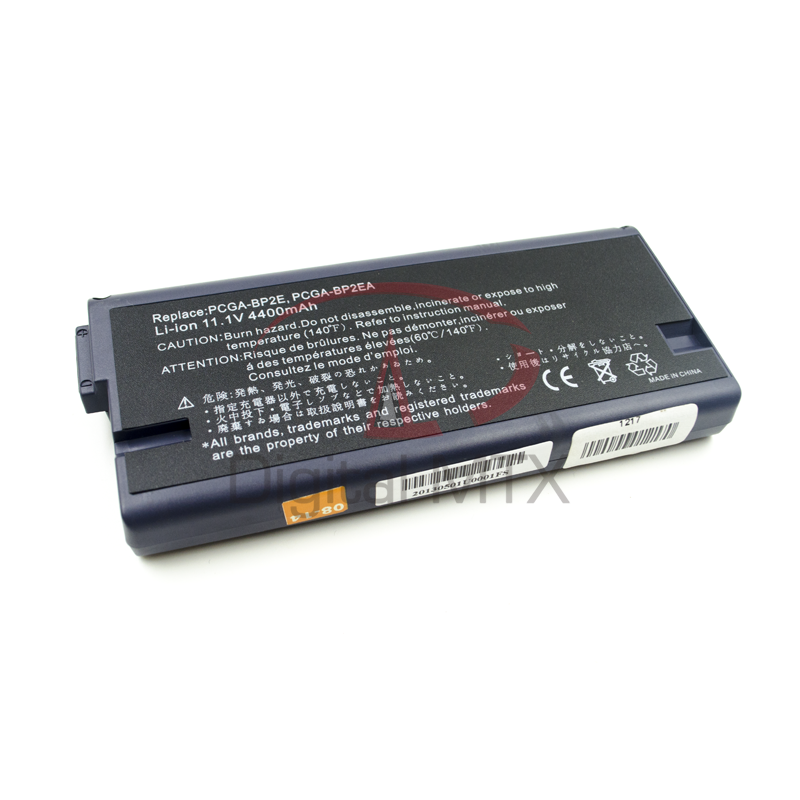 Replace:PCGA-BP2E, PCGA-BP2EA
Li-ion 11.1V 4400mAh
CAUTION:Burn hazard.Do not disassemble,incinerate or expose to high
temperature (140℉). Refer to instruction manual.
ATTENTION:Risque de brûlures.Ne pas démonter,incinérer ou exposer
á des températures élevées(60℃/140℉).
Consultez le mode d'emploi.
危険:発熱、発光、破裂の恐れがあるため、・ショート、分解をしないこと。
・指定充電器以外で充電しないこと。・使用後はリサイクル協力店へ。
・火中投下・電子レンジなどで加熱しないこと。
・廃棄する場合は取扱説明書をお使いください。
*All brands, trademarks and registered trademarks
are the property of their respective holders.
CE
MADE IN CHINA
1217
20130501U0001FS
08-14
Digital MTX